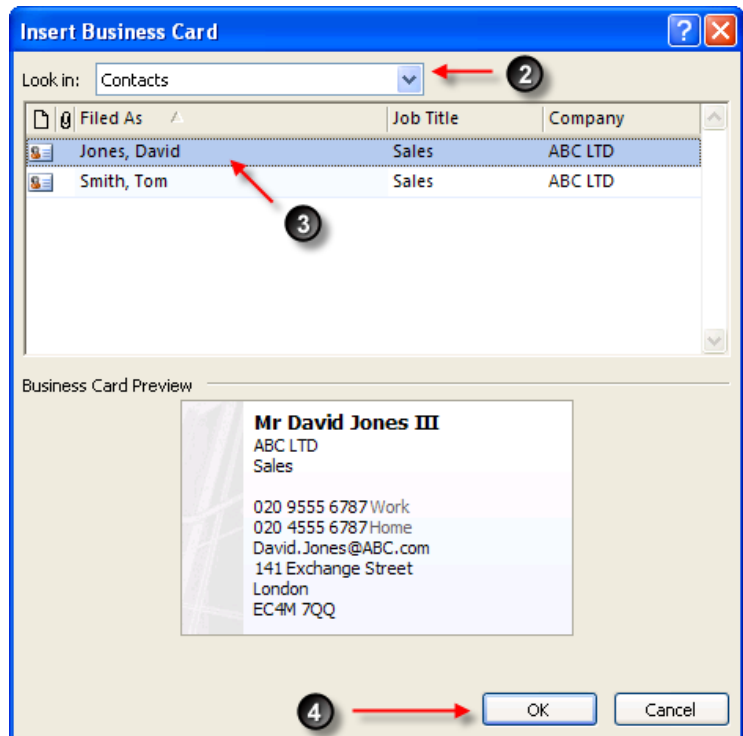 Insert Business Card
Look in: Contacts 2
Filed As Job Title Company
Jones, David Sales ABC LTD
Smith, Tom Sales ABC LTD
3
Business Card Preview
Mr David Jones III
ABC LTD
Sales
020 9555 6787 Work
020 4555 6787 Home
David.Jones@ABC.com
141 Exchange Street
London
EC4M 7QQ
4 OK Cancel